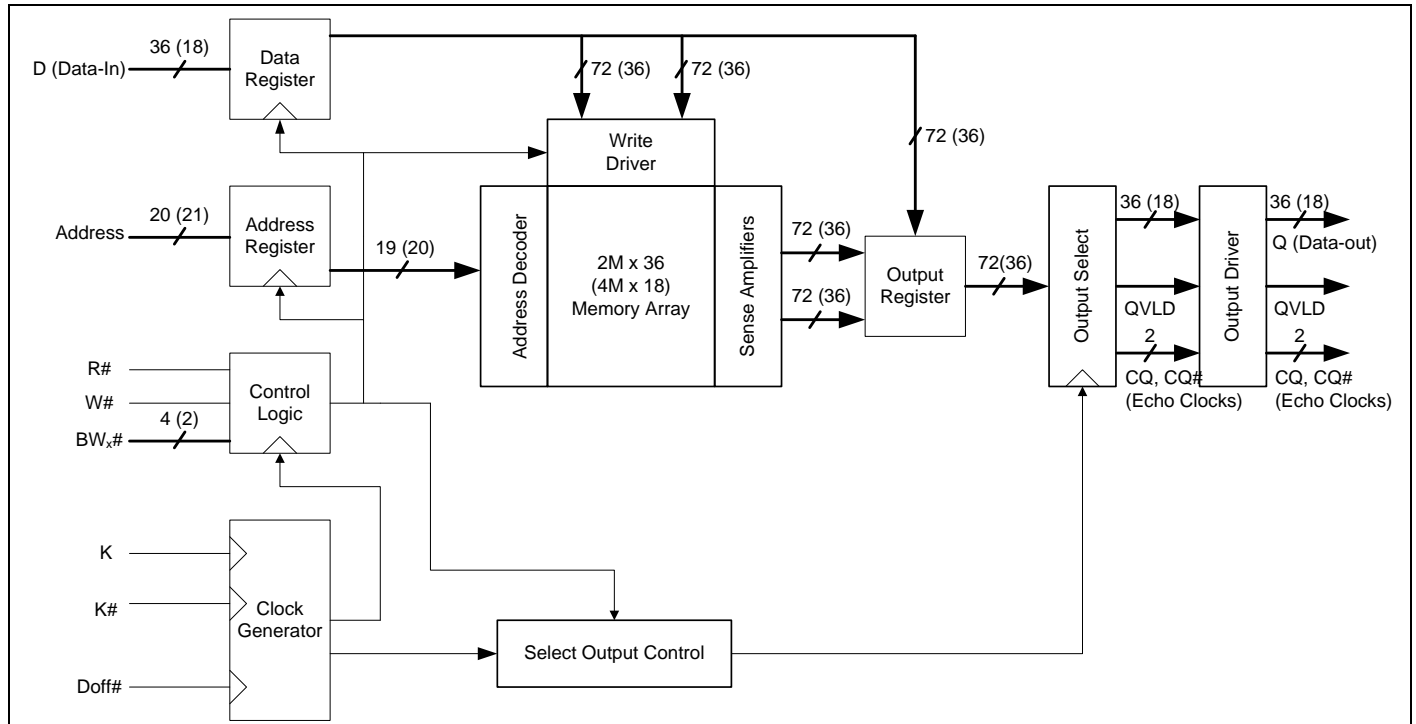 36 (18)
D (Data-In)
Data
Register
72 (36)
72 (36)
72 (36)
Write
Driver
20 (21)
Address
Address
Register
19 (20)
Address Decoder
2M x 36
(4M x 18)
Memory Array
Sense Amplifiers
72 (36)
72 (36)
Output
Register
72(36)
Output Select
36 (18)
QVLD
2
CQ, CQ#
(Echo Clocks)
Output Driver
36 (18)
Q (Data-out)
QVLD
2
CQ, CQ#
(Echo Clocks)
R#
W#
4 (2)
BWx#
Control
Logic
K
K#
Doff#
Clock
Generator
Select Output Control